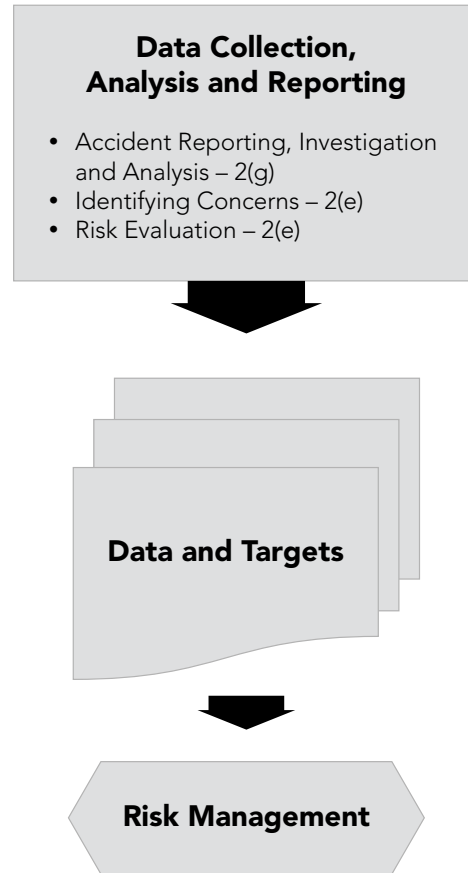 Data Collection,
Analysis and Reporting
• Accident Reporting, Investigation
and Analysis – 2(g)
• Identifying Concerns – 2(e)
• Risk Evaluation – 2(e)
Data and Targets
Risk Management